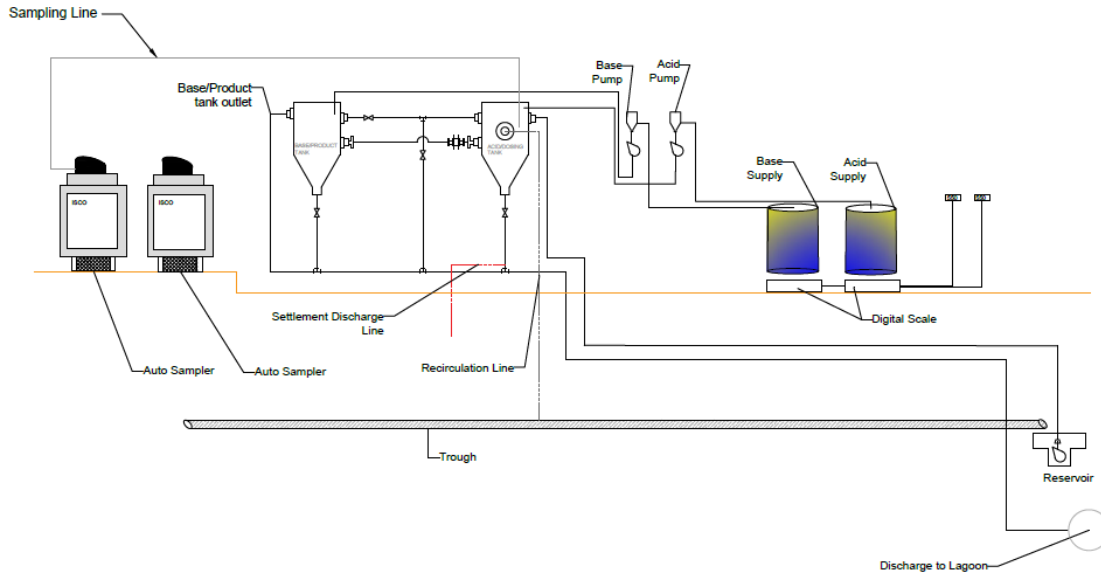 Sampling Line
Base/Product
tank outlet
Base
Pump
Acid
Pump
BASE/PRODUCT
TANK
ACID/DOSING
TANK
Base
Supply
Acid
Supply
ISCO
ISCO
Digital Scale
Settlement Discharge
Line
Auto Sampler
Auto Sampler
Recirculation Line
Trough
Reservoir
Discharge to Lagoon